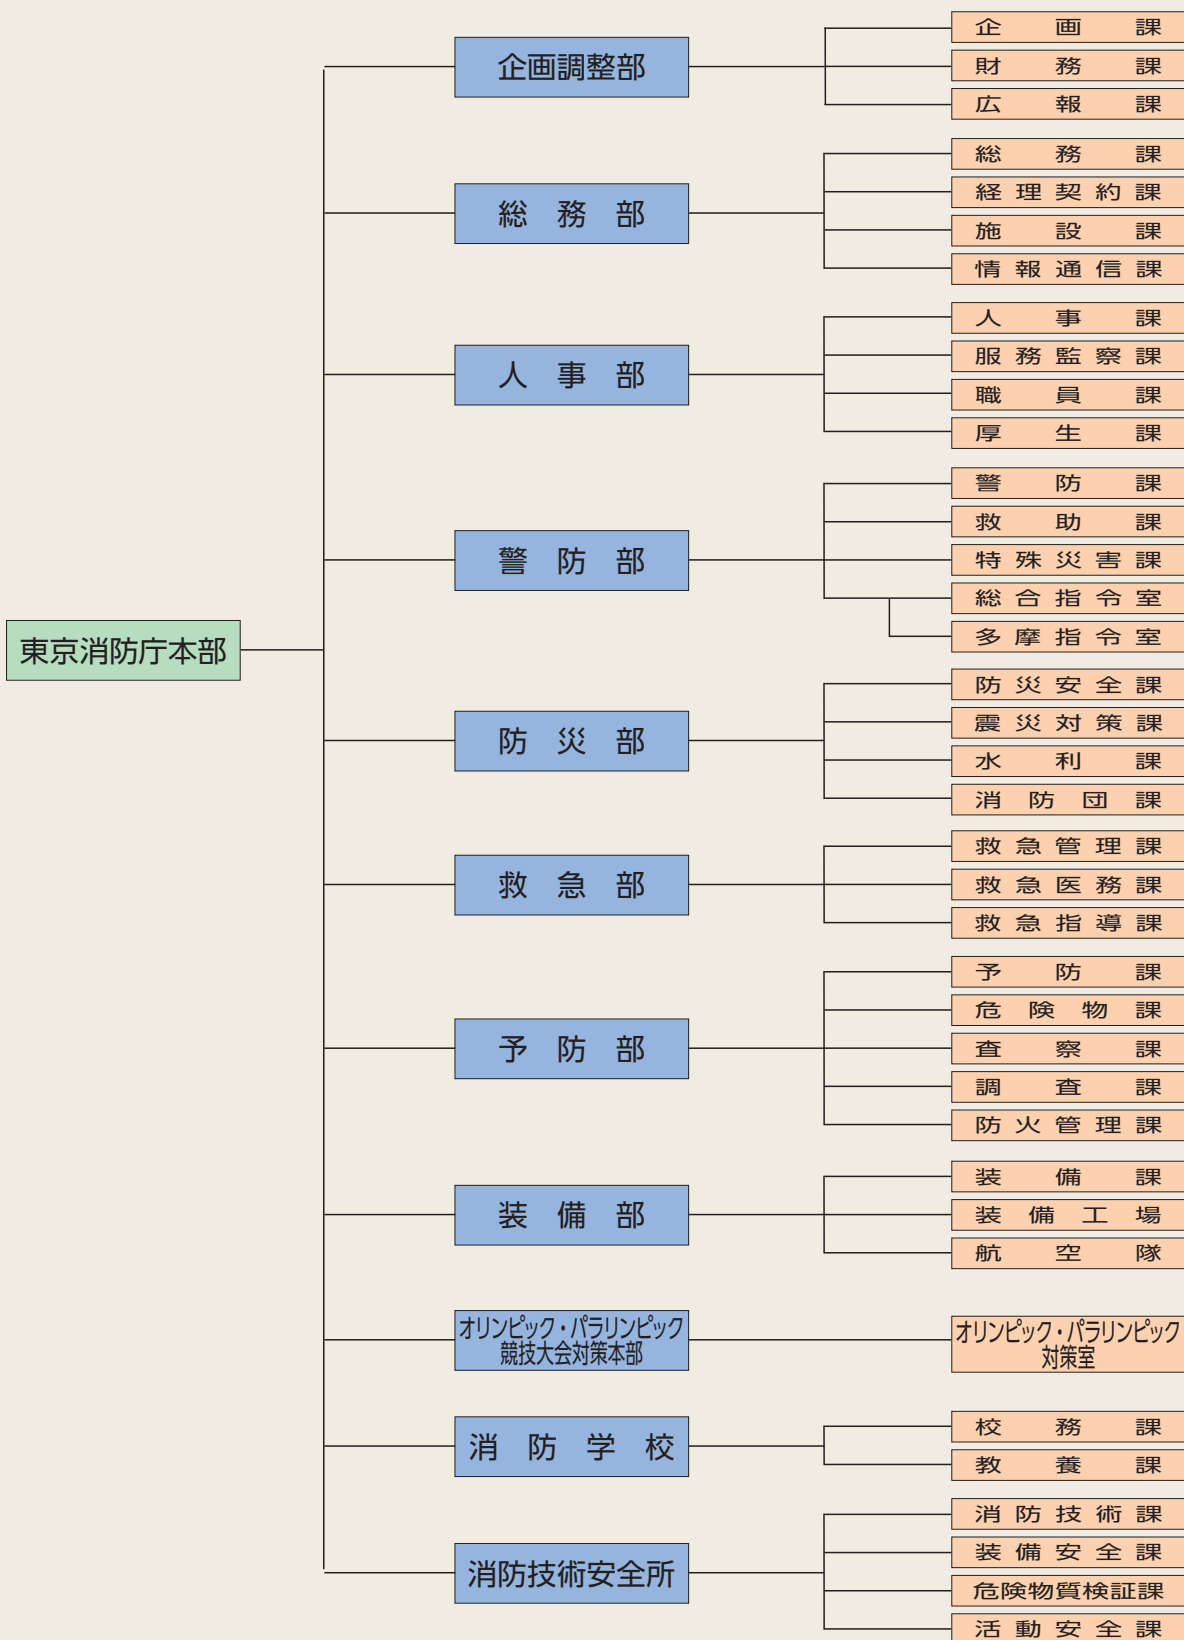 東京消防庁本部
企画調整部
企画課
財務課
広報課
総務部
総務課
経理契約課
施設課
情報通信課
人事部
人事課
服務監察課
職員課
厚生課
警防部
警防課
救助課
特殊災害課
総合指令室
多摩指令室
防災部
防災安全課
震災対策課
水利課
消防団課
救急部
救急管理課
救急医務課
救急指導課
予防部
予防課
危険物課
査察課
調査課
防火管理課
装備部
装備課
装備工場
航空隊
オリンピック・パラリンピック
競技大会対策本部
オリンピック・パラリンピック
対策室
消防学校
校務課
教養課
消防技術安全所
消防技術課
装備安全課
危険物質検証課
活動安全課